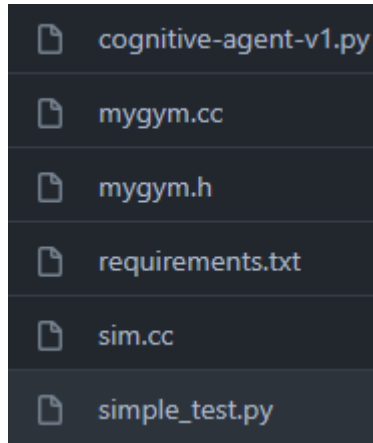 cognitive-agent-v1.py
mygym.cc
mygym.h
requirements.txt
sim.cc
simple_test.py